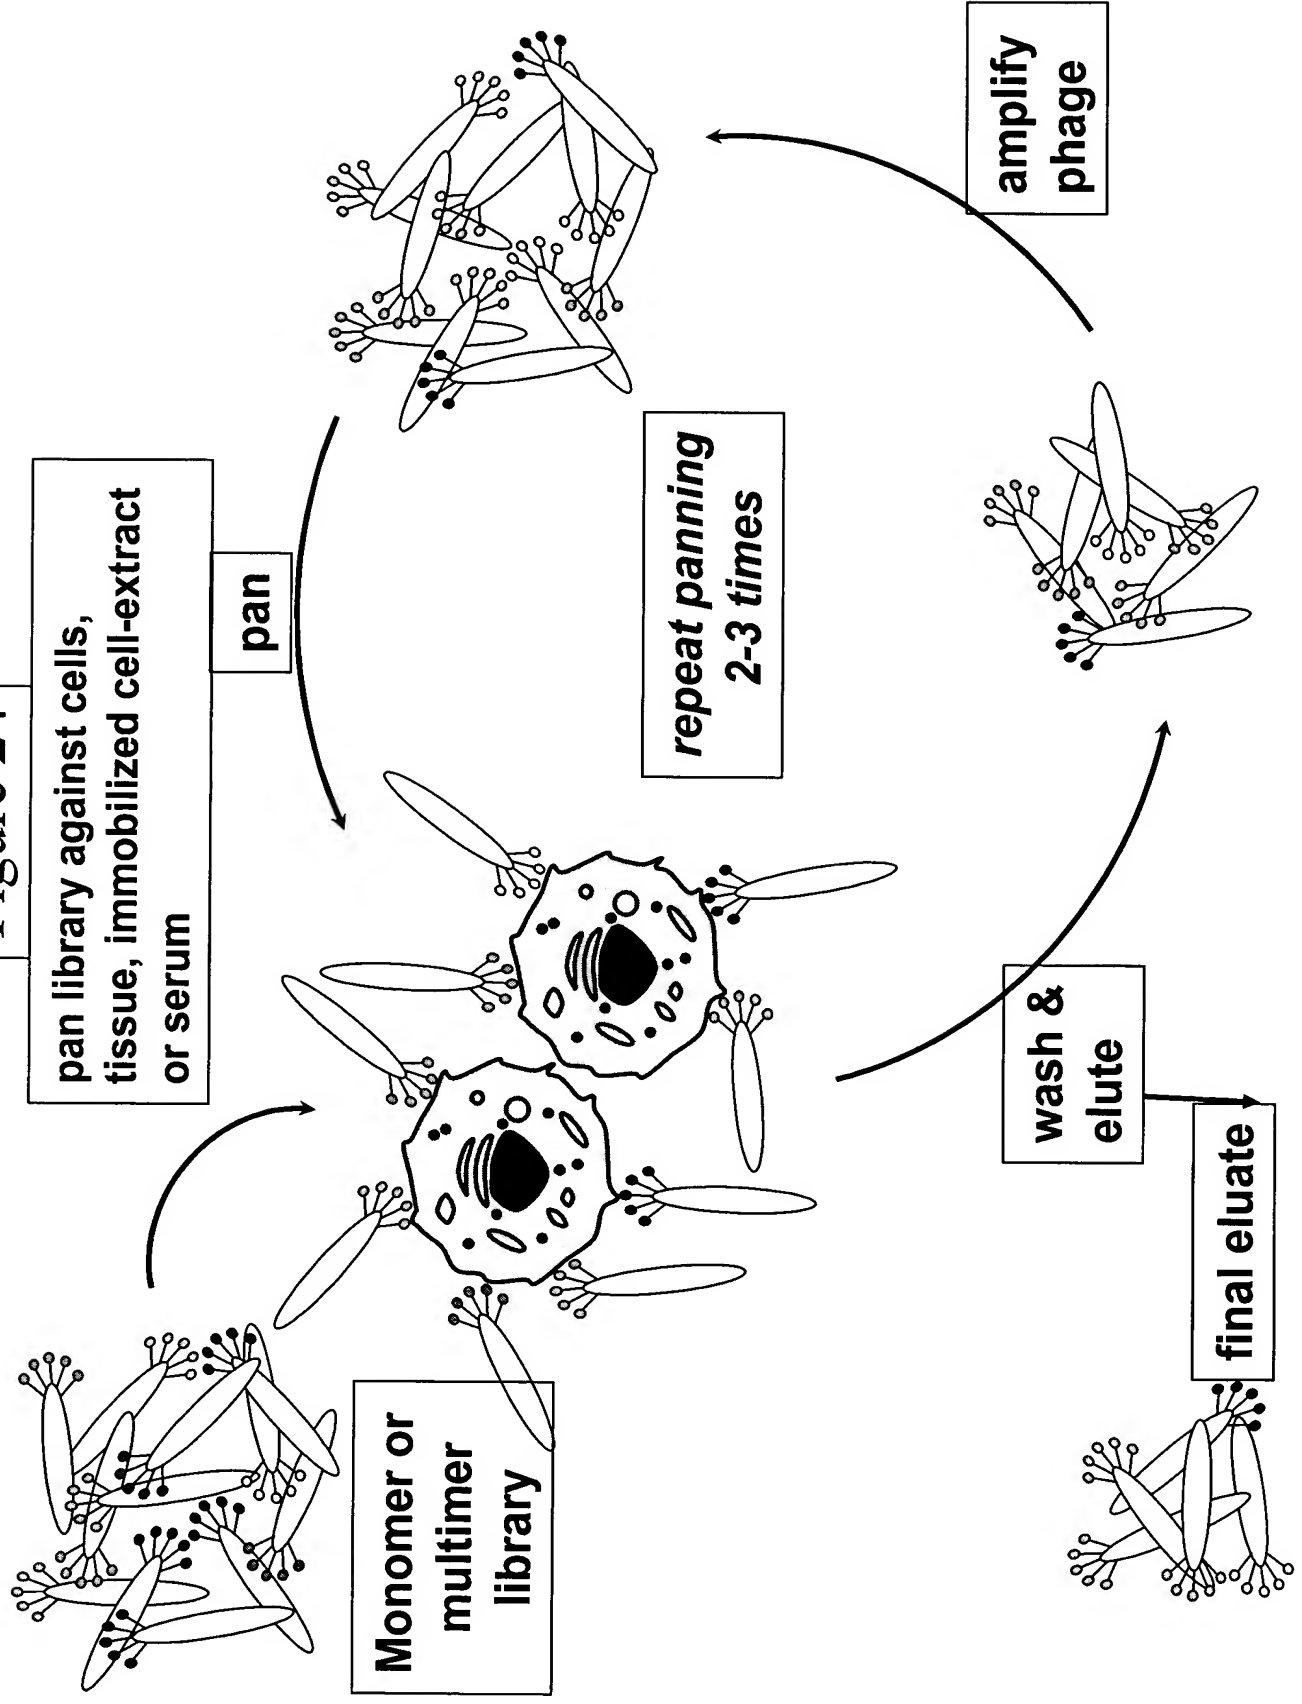 pan library against cells,
tissue, immobilized cell-extract
or serum
pan
Monomer or
multimer
library
repeat panning
2-3 times
amplify
phage
wash &
elute
final eluate